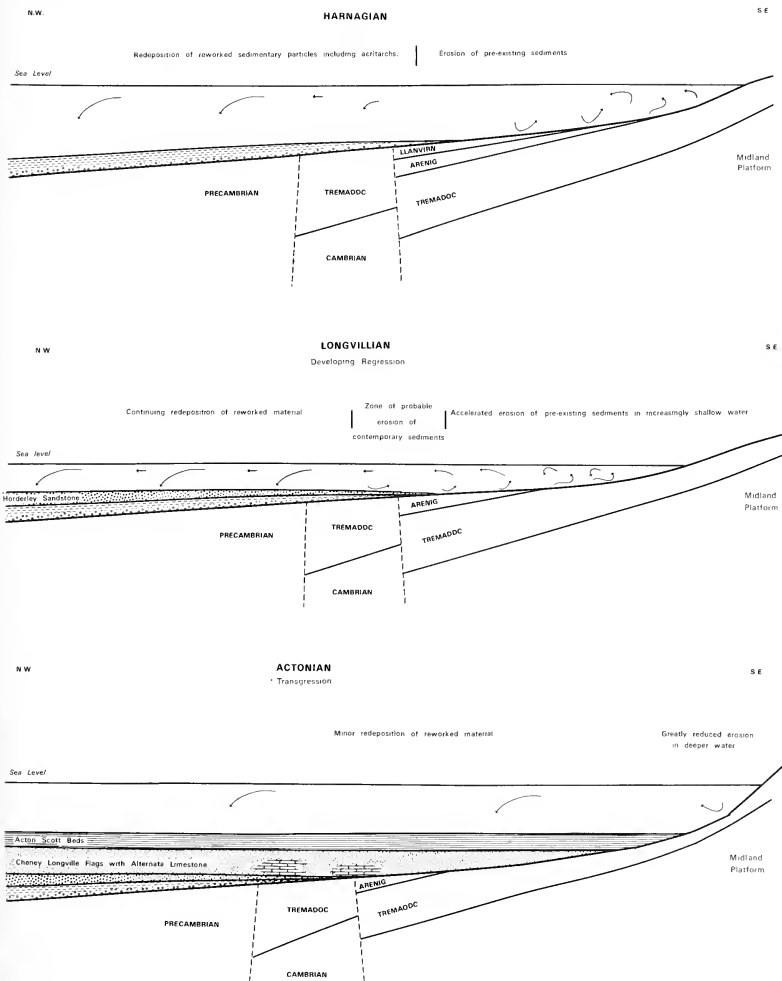 N.W.
HARNAGIAN
S E
Redeposition of reworked sedimentary particles including acritarchs.
Erosion of pre-existing sediments
Sea Level
LLANVIRN
ARENIG
Midland
Platform
PRECAMBRIAN
TREMADOC
TREMADOC
CAMBRIAN
N W
LONGVILLIAN
S E.
Developing Regression
Continuing redeposition of reworked material
Zone of probable
erosion of
contemporary sediments
Accelerated erosion of pre-existing sediments in increasingly shallow water
Sea level
Horderley Sandstone
ARENIG
Midland
Platform
PRECAMBRIAN
TREMADOC
TREMADOC
CAMBRIAN
N W
ACTONIAN
S E
Transgression
Minor redeposition of reworked material
Greatly reduced erosion
in deeper water
Sea Level
Acton Scott Beds
Cheney Longville Flags with Alternata Limestone
Midland
Platform
ARENIG
TREMADOC
TREMADOC
PRECAMBRIAN
CAMBRIAN